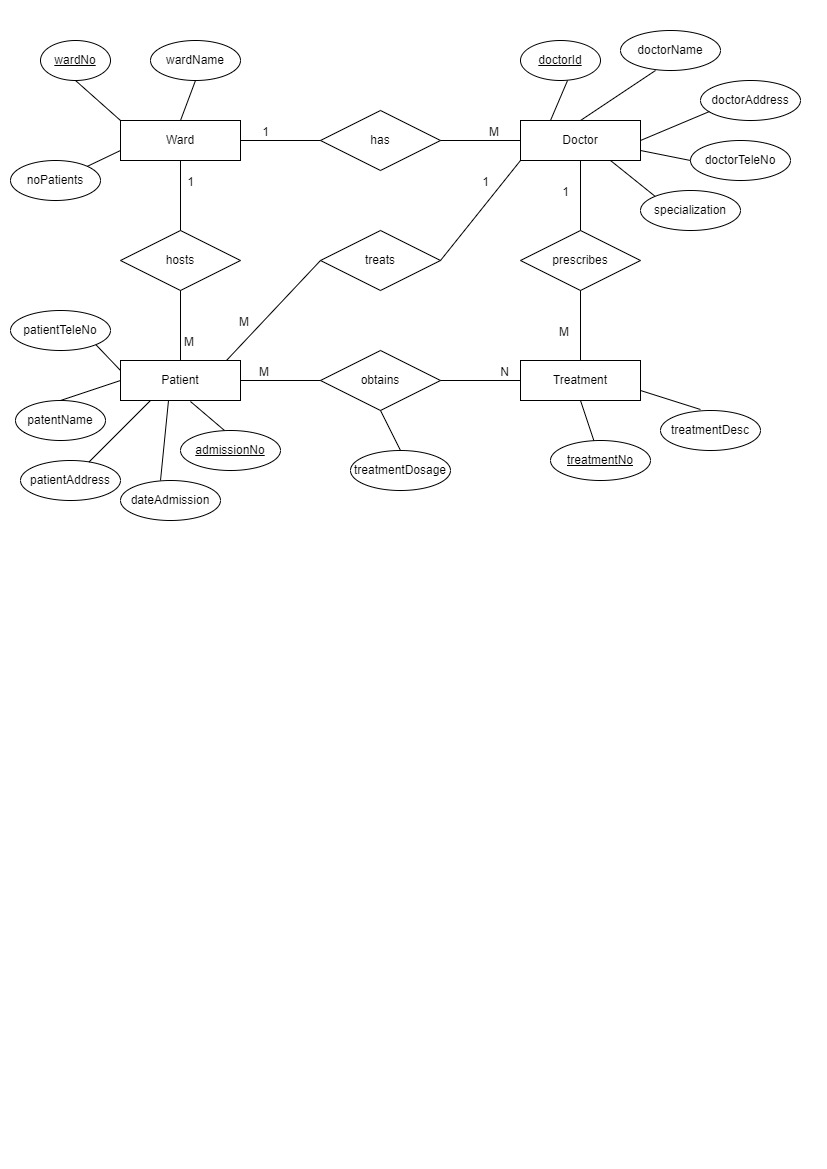 wardNo
wardName
doctorId
doctorName
doctorAddress
Ward
1
has
M
Doctor
doctorTeleNo
noPatients
1
1
1
specialization
hosts
treats
prescribes
patientTeleNo
M
M
M
Patient
M
obtains
N
Treatment
patentName
admissionNo
treatmentDesc
patientAddress
dateAdmission
treatmentDosage
treatmentNo